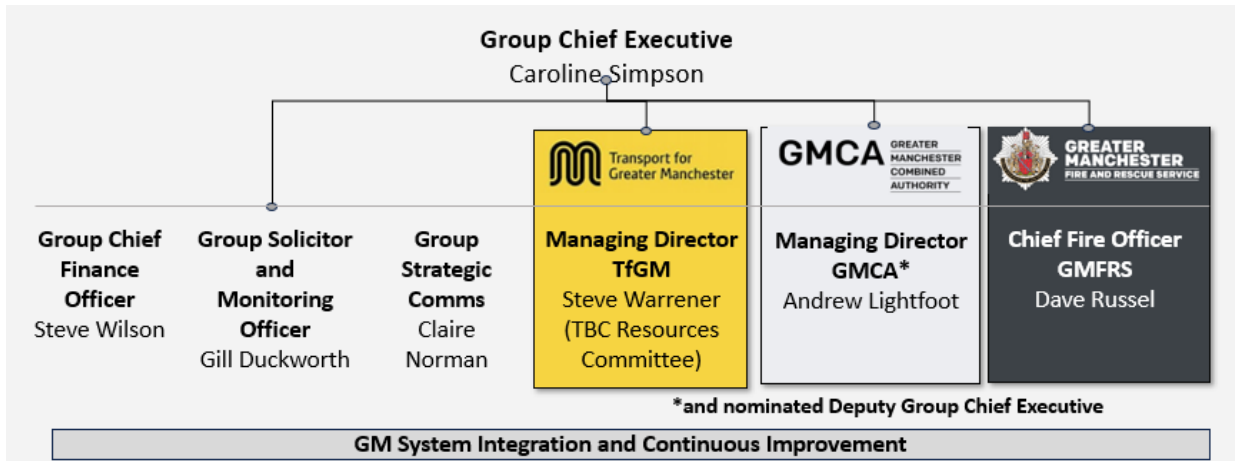 Group Chief Executive
Caroline Simpson
Transport for
Greater Manchester
GMCA
GREATER
MANCHESTER
COMBINED
AUTHORITY
GREATER
MANCHESTER
FIRE AND RESCUE SERVICE
Group Chief
Finance
Officer
Steve Wilson
Group Solicitor
and
Monitoring
Officer
Gill Duckworth
Group
Strategic
Comms
Claire
Norman
Managing Director
TfGM
Steve Warrener
(TBC Resources
Committee)
Managing Director
GMCA*
Andrew Lightfoot
Chief Fire Officer
GMFRS
Dave Russel
*and nominated Deputy Group Chief Executive
GM System Integration and Continuous Improvement